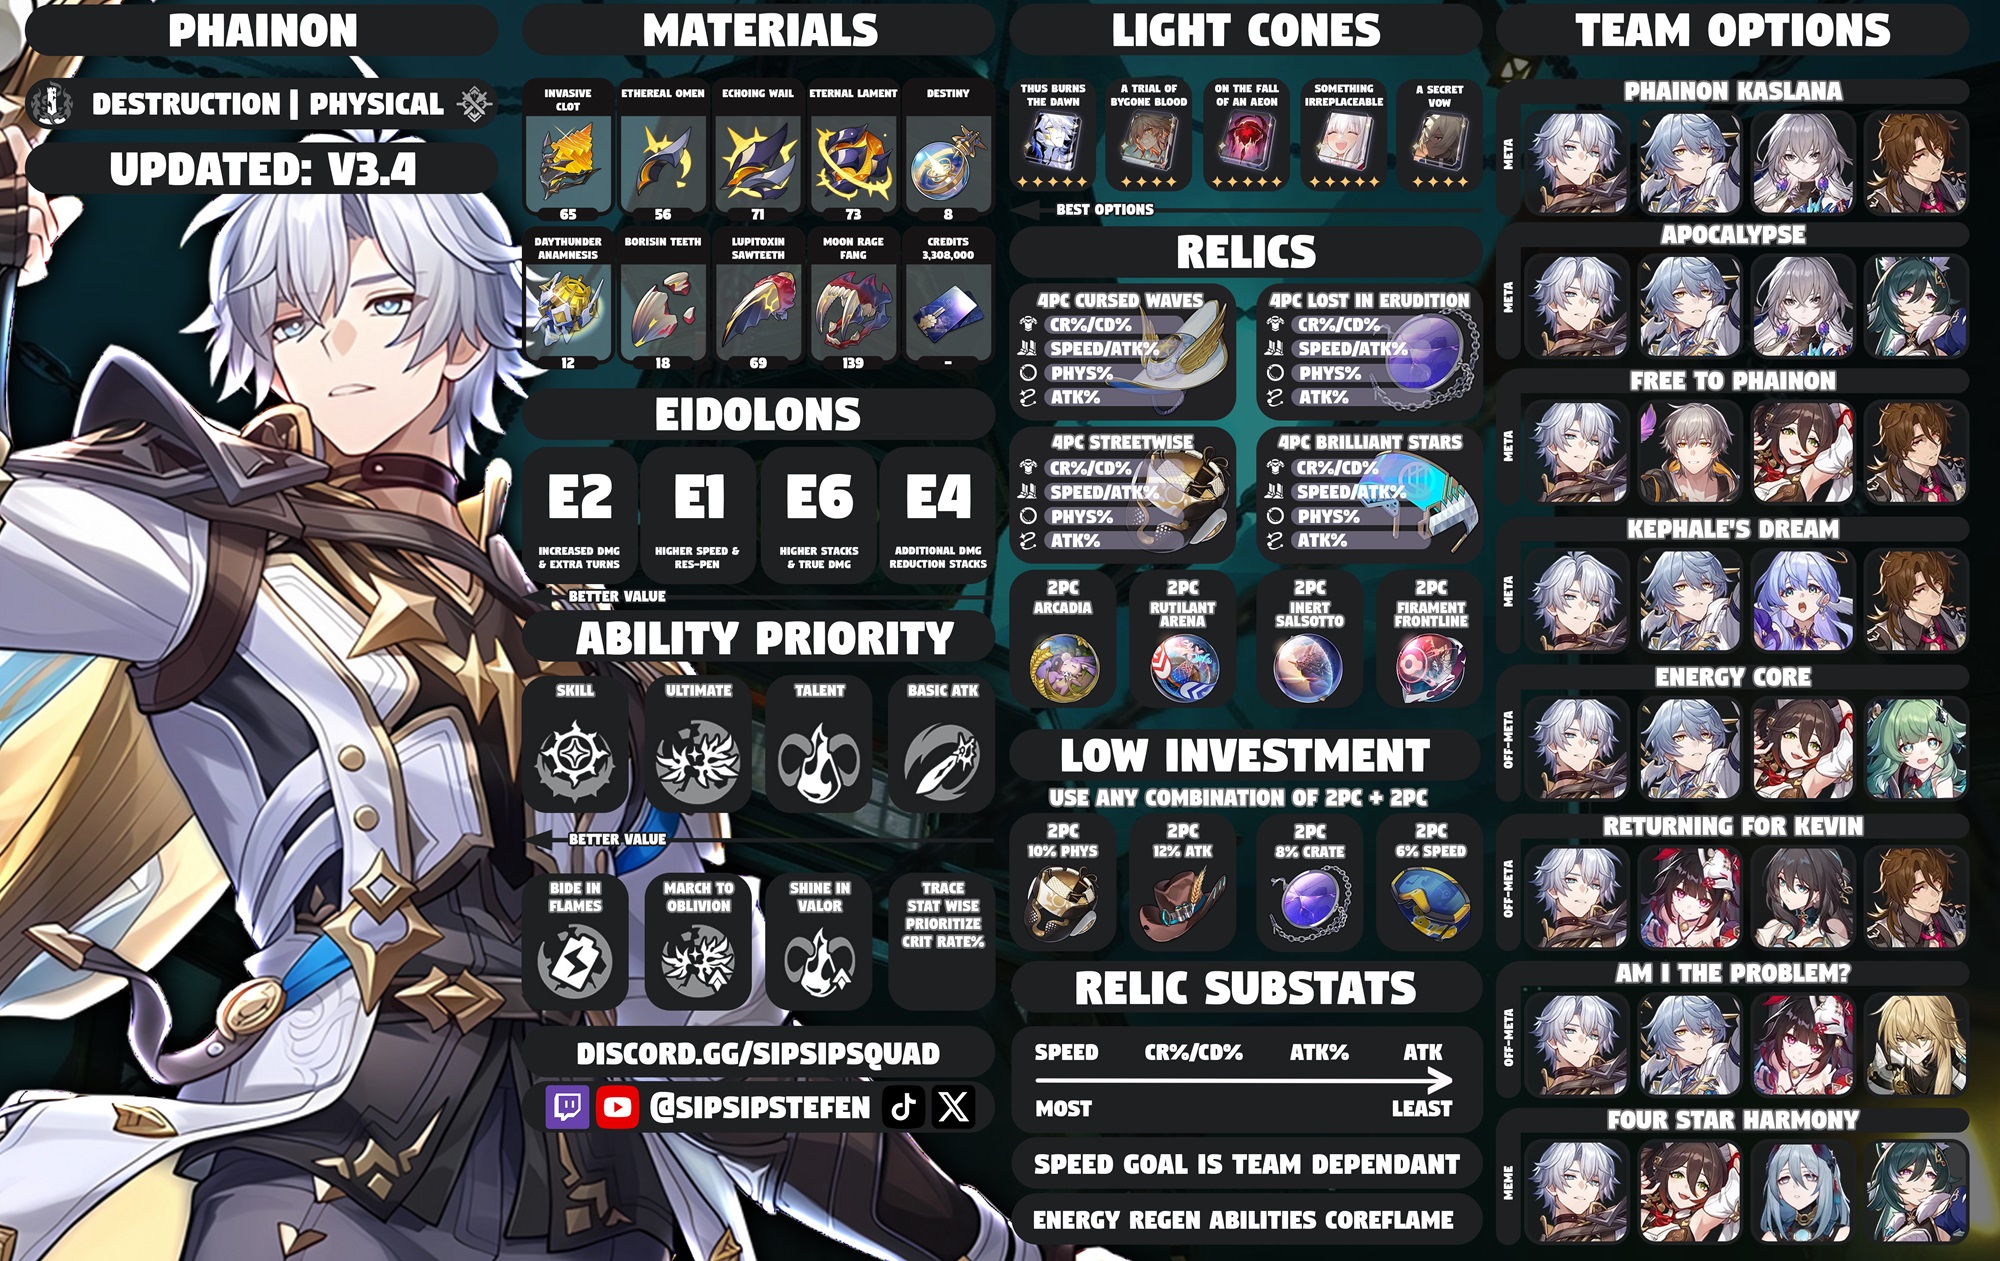 PHAINON
DESTRUCTION | PHYSICAL
UPDATED: V3.4
MATERIALS
INVASIVE CLOT
65
ETHEREAL OMEN
56
ECHOING WAIL
71
ETERNAL LAMENT
73
DESTINY
8
DAYTHUNDER ANAMNESIS
12
BORISIN TEETH
18
LUPITOXIN SAWTEETH
69
MOON RAGE FANG
139
CREDITS 3,308,000
-
EIDOLONS
E2
INCREASED DMG & EXTRA TURNS
E1
HIGHER SPEED & RES-PEN
E6
HIGHER STACKS & TRUE DMG
E4
ADDITIONAL DMG REDUCTION STACKS
BETTER VALUE
ABILITY PRIORITY
SKILL
ULTIMATE
TALENT
BASIC ATK
BETTER VALUE
BIDE IN FLAMES
MARCH TO OBLIVION
SHINE IN VALOR
TRACE STAT WISE PRIORITIZE CRIT RATE%
DISCORD.GG/SIPSIPSQUAD
@SIPSIPSTEFEN
LIGHT CONES
THUS BURNS THE DAWN
A TRIAL OF BYGONE BLOOD
ON THE FALL OF AN AEON
SOMETHING IRREPLACEABLE
A SECRET VOW
BEST OPTIONS
RELICS
4PC CURSED WAVES
CR%/CD%
SPEED/ATK%
PHYS%
ATK%
4PC LOST IN ERUDITION
CR%/CD%
SPEED/ATK%
PHYS%
ATK%
4PC STREETWISE
CR%/CD%
SPEED/ATK%
PHYS%
ATK%
4PC BRILLIANT STARS
CR%/CD%
SPEED/ATK%
PHYS%
ATK%
2PC ARCADIA
2PC RUTILANT ARENA
2PC INERT SALSOTTO
2PC FIRAMENT FRONTLINE
LOW INVESTMENT
USE ANY COMBINATION OF 2PC + 2PC
2PC 10% PHYS
2PC 12% ATK
2PC 8% CRATE
2PC 6% SPEED
RELIC SUBSTATS
SPEED CR%/CD% ATK% ATK
MOST LEAST
SPEED GOAL IS TEAM DEPENDANT
ENERGY REGEN ABILITIES COREFLAME
TEAM OPTIONS
PHAINON KASLANA
META
APOCALYPSE
META
FREE TO PHAINON
META
KEPHALE'S DREAM
META
ENERGY CORE
OFF-META
RETURNING FOR KEVIN
OFF-META
AM I THE PROBLEM?
OFF-META
FOUR STAR HARMONY
MEME